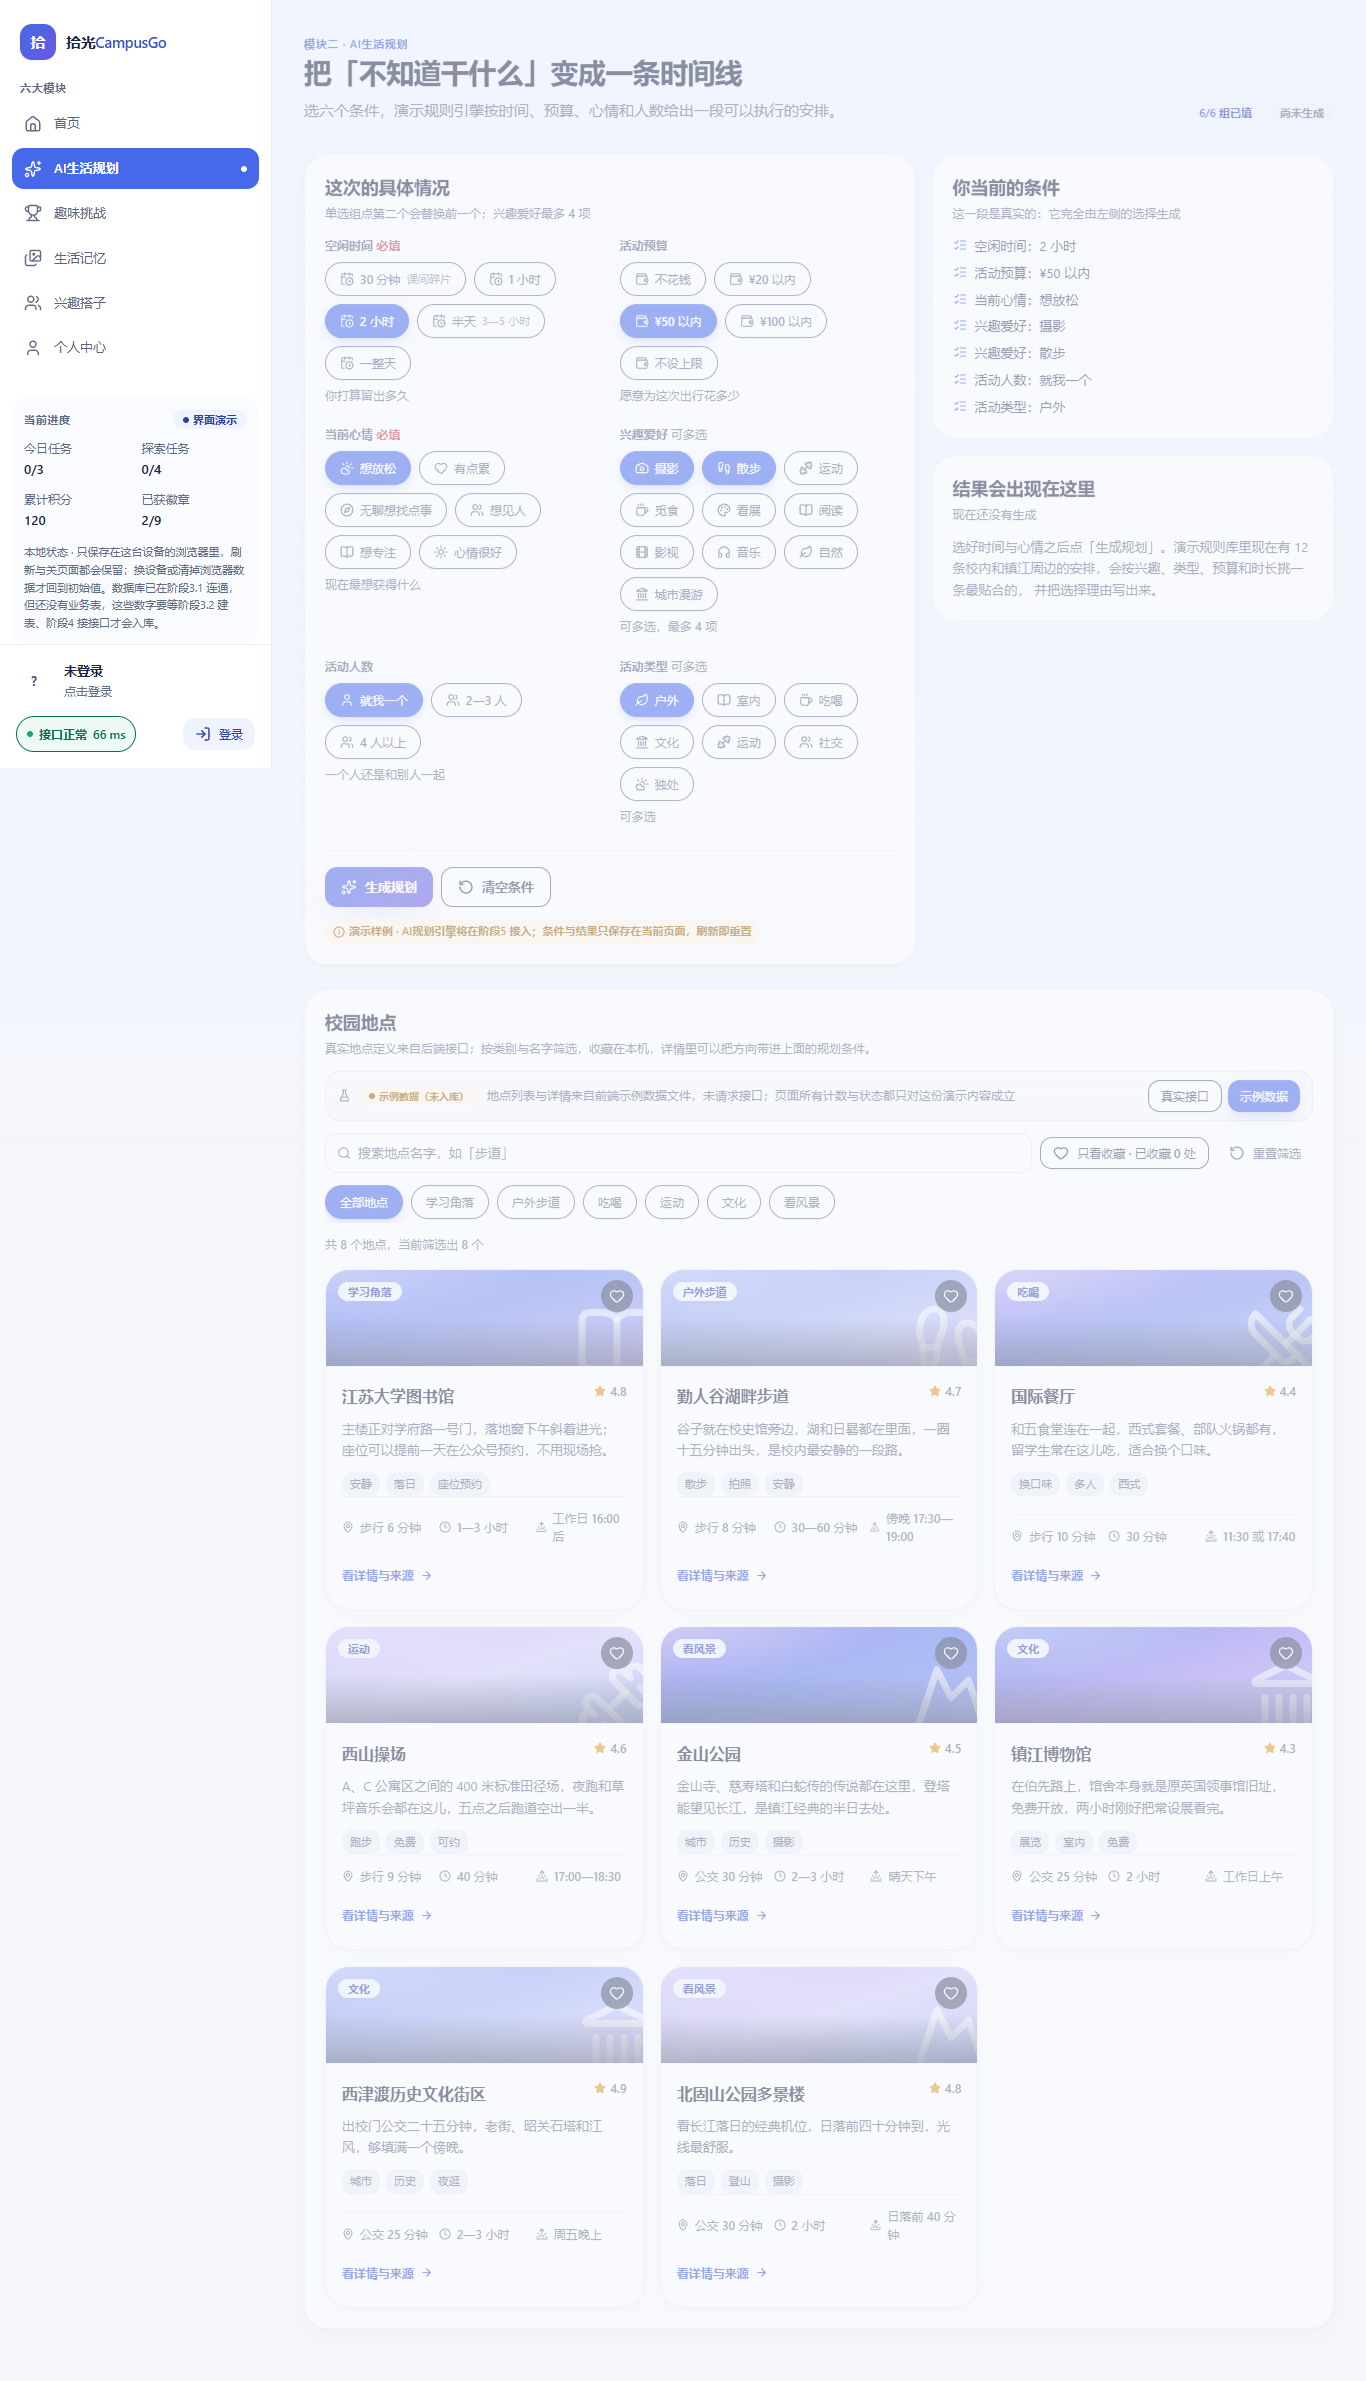 拾 拾光CampusGo
六大模块
首页
AI生活规划
趣味挑战
生活记忆
兴趣搭子
个人中心
当前进度 界面演示
今日任务 探索任务
0/3 0/4
累计积分 已获徽章
120 2/9
本地状态 · 只保存在这台设备的浏览器里，刷
新与关页面都会保留；换设备或清掉浏览器数
据才回到初始值。数据库已在阶段3.1 连通，
但还没有业务表，这些数字要等阶段3.2 建
表、阶段4 接接口才会入库。
? 未登录
点击登录
接口正常 66 ms 登录
模块二 · AI生活规划
把「不知道干什么」变成一条时间线
选六个条件，演示规则引擎按时间、预算、心情和人数给出一段可以执行的安排。
6/6 组已填 尚未生成
这次的具体情况
单选组点第二个会替换前一个；兴趣爱好最多 4 项
空闲时间 必填
30 分钟 课间碎片 1 小时
2 小时 半天 3—5 小时
一整天
你打算留出多久
活动预算
不花钱 ¥20 以内
¥50 以内 ¥100 以内
不设上限
愿意为这次出行花多少
当前心情 必填
想放松 有点累
无聊想找点事 想见人
想专注 心情很好
现在最想获得什么
兴趣爱好 可多选
摄影 散步 运动
觅食 看展 阅读
影视 音乐 自然
城市漫游
可多选，最多 4 项
活动人数
就我一个 2—3 人
4 人以上
一个人还是和别人一起
活动类型 可多选
户外 室内 吃喝
文化 运动 社交
独处
可多选
生成规划 清空条件
演示样例 · AI规划引擎将在阶段5 接入；条件与结果只保存在当前页面，刷新即重置
你当前的条件
这一段是真实的：它完全由左侧的选择生成
空闲时间：2 小时
活动预算：¥50 以内
当前心情：想放松
兴趣爱好：摄影
兴趣爱好：散步
活动人数：就我一个
活动类型：户外
结果会出现在这里
现在还没有生成
选好时间与心情之后点「生成规划」。演示规则库里现在有 12
条校内和镇江周边的安排，会按兴趣、类型、预算和时长挑一
条最贴合的， 并把选择理由写出来。
校园地点
真实地点定义来自后端接口；按类别与名字筛选，收藏在本机，详情里可以把方向带进上面的规划条件。
示例数据（未入库） 地点列表与详情来自前端示例数据文件，未请求接口；页面所有计数与状态都只对这份演示内容成立 真实接口 示例数据
搜索地点名字，如「步道」 只看收藏 · 已收藏 0 处 重置筛选
全部地点 学习角落 户外步道 吃喝 运动 文化 看风景
共 8 个地点，当前筛选出 8 个
学习角落
江苏大学图书馆 4.8
主楼正对学府路一号门，落地窗下午斜着进光；
座位可以提前一天在公众号预约，不用现场抢。
安静 落日 座位预约
步行 6 分钟 1—3 小时 工作日 16:00
后
看详情与来源
户外步道
勤人谷湖畔步道 4.7
谷子就在校史馆旁边，湖和日晷都在里面，一圈
十五分钟出头，是校内最安静的一段路。
散步 拍照 安静
步行 8 分钟 30—60 分钟 傍晚 17:30—
19:00
看详情与来源
吃喝
国际餐厅 4.4
和五食堂连在一起，西式套餐、部队火锅都有，
留学生常在这儿吃，适合换个口味。
换口味 多人 西式
步行 10 分钟 30 分钟 11:30 或 17:40
看详情与来源
运动
西山操场 4.6
A、C 公寓区之间的 400 米标准田径场，夜跑和草
坪音乐会都在这儿，五点之后跑道空出一半。
跑步 免费 可约
步行 9 分钟 40 分钟 17:00—18:30
看详情与来源
看风景
金山公园 4.5
金山寺、慈寿塔和白蛇传的传说都在这里，登塔
能望见长江，是镇江经典的半日去处。
城市 历史 摄影
公交 30 分钟 2—3 小时 晴天下午
看详情与来源
文化
镇江博物馆 4.3
在伯先路上，馆舍本身就是原英国领事馆旧址，
免费开放，两小时刚好把常设展看完。
展览 室内 免费
公交 25 分钟 2 小时 工作日上午
看详情与来源
文化
西津渡历史文化街区 4.9
出校门公交二十五分钟，老街、昭关石塔和江
风，够填满一个傍晚。
城市 历史 夜逛
公交 25 分钟 2—3 小时 周五晚上
看详情与来源
看风景
北固山公园多景楼 4.8
看长江落日的经典机位，日落前四十分钟到，光
线最舒服。
落日 登山 摄影
公交 30 分钟 2 小时 日落前 40 分
钟
看详情与来源